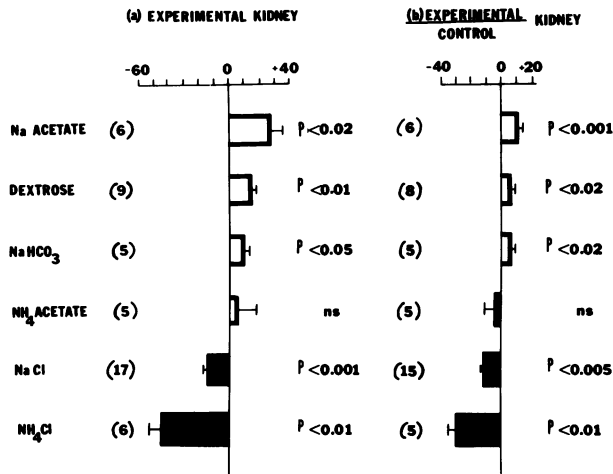 (a) EXPERIMENTAL KIDNEY
(b) EXPERIMENTAL KIDNEY
CONTROL
-60 0 +40
-40 0 +20
Na ACETATE (6) P <0.02 (6) P <0.001
DEXTROSE (9) P <0.01 (8) P <0.02
NaHCO3 (5) P <0.05 (5) P <0.02
NH4 ACETATE (5) ns (5) ns
NaCl (17) P <0.001 (15) P <0.005
NH4Cl (6) P <0.01 (5) P <0.01